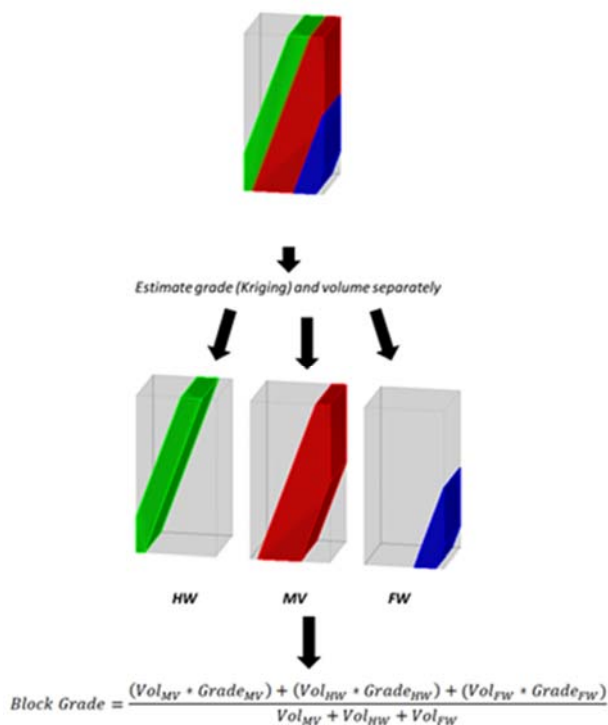 Estimate grade (Kriging) and volume separately
HW MV FW
Block Grade = (Vol_MV * Grade_MV) + (Vol_HW * Grade_HW) + (Vol_FW * Grade_FW) / Vol_MV + Vol_HW + Vol_FW